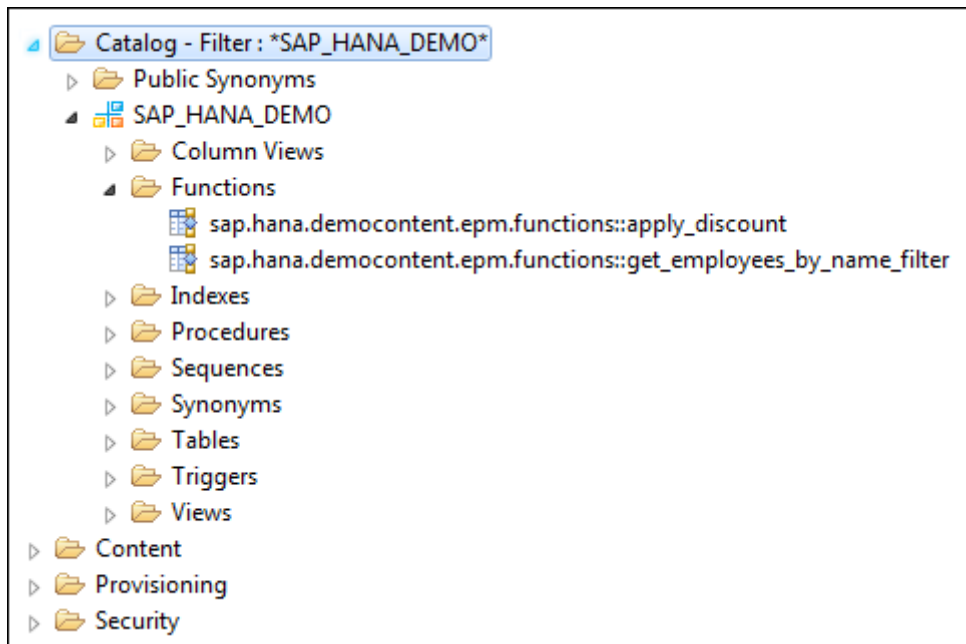 Catalog - Filter : *SAP_HANA_DEMO*
Public Synonyms
SAP_HANA_DEMO
Column Views
Functions
sap.hana.democontent.epm.functions::apply_discount
sap.hana.democontent.epm.functions::get_employees_by_name_filter
Indexes
Procedures
Sequences
Synonyms
Tables
Triggers
Views
Content
Provisioning
Security